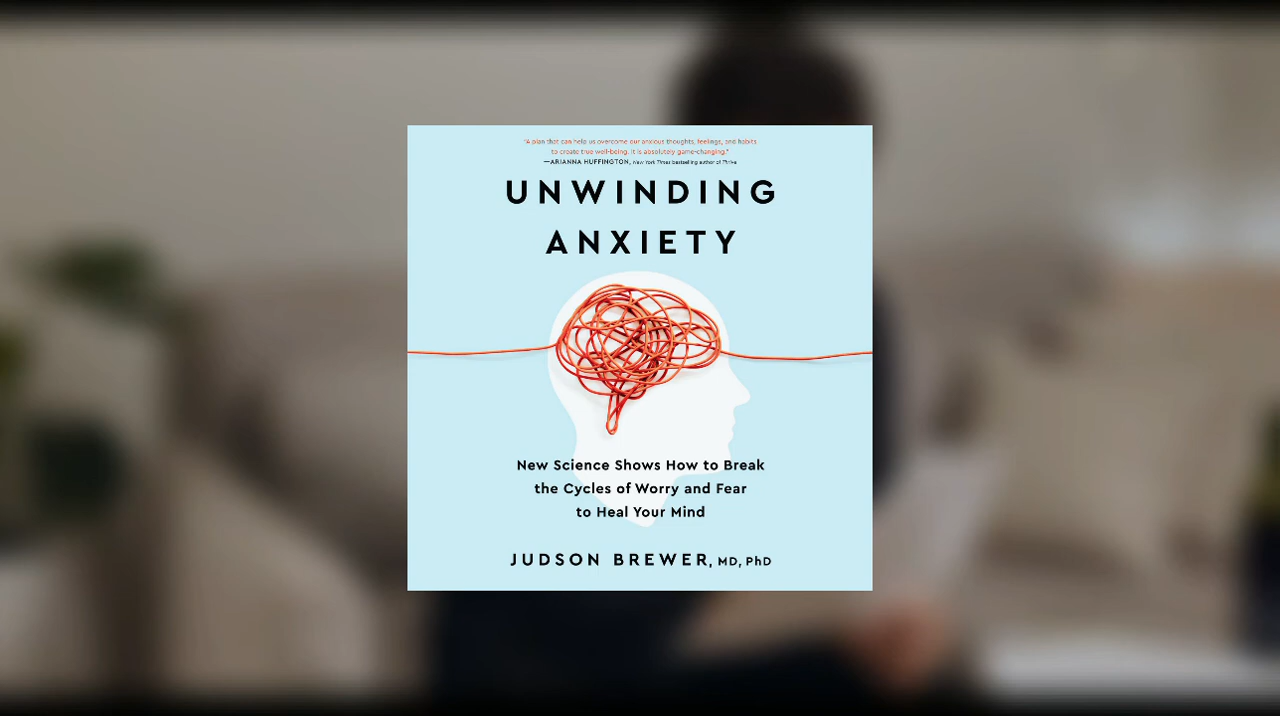 "A plan that can help us overcome our anxious thoughts, feelings, and habits
to create true well-being. It is absolutely game-changing."
—ARIANNA HUFFINGTON, New York Times bestselling author of Thrive
UNWINDING
ANXIETY
New Science Shows How to Break
the Cycles of Worry and Fear
to Heal Your Mind
JUDSON BREWER, MD, PhD